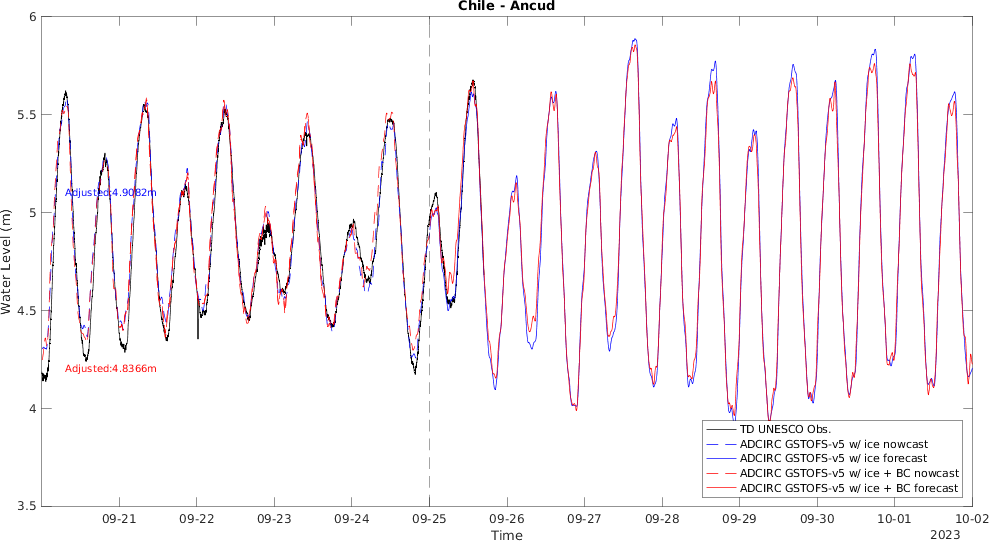 Chile - Ancud
6
5.5
5
4.5
4
3.5
Water Level (m)
Adjusted:4.9082m
Adjusted:4.8366m
TD UNESCO Obs.
ADCIRC GSTOFS-v5 w/ ice nowcast
ADCIRC GSTOFS-v5 w/ ice forecast
ADCIRC GSTOFS-v5 w/ ice + BC nowcast
ADCIRC GSTOFS-v5 w/ ice + BC forecast
09-21 09-22 09-23 09-24 09-25 09-26 09-27 09-28 09-29 09-30 10-01 10-02
Time
2023